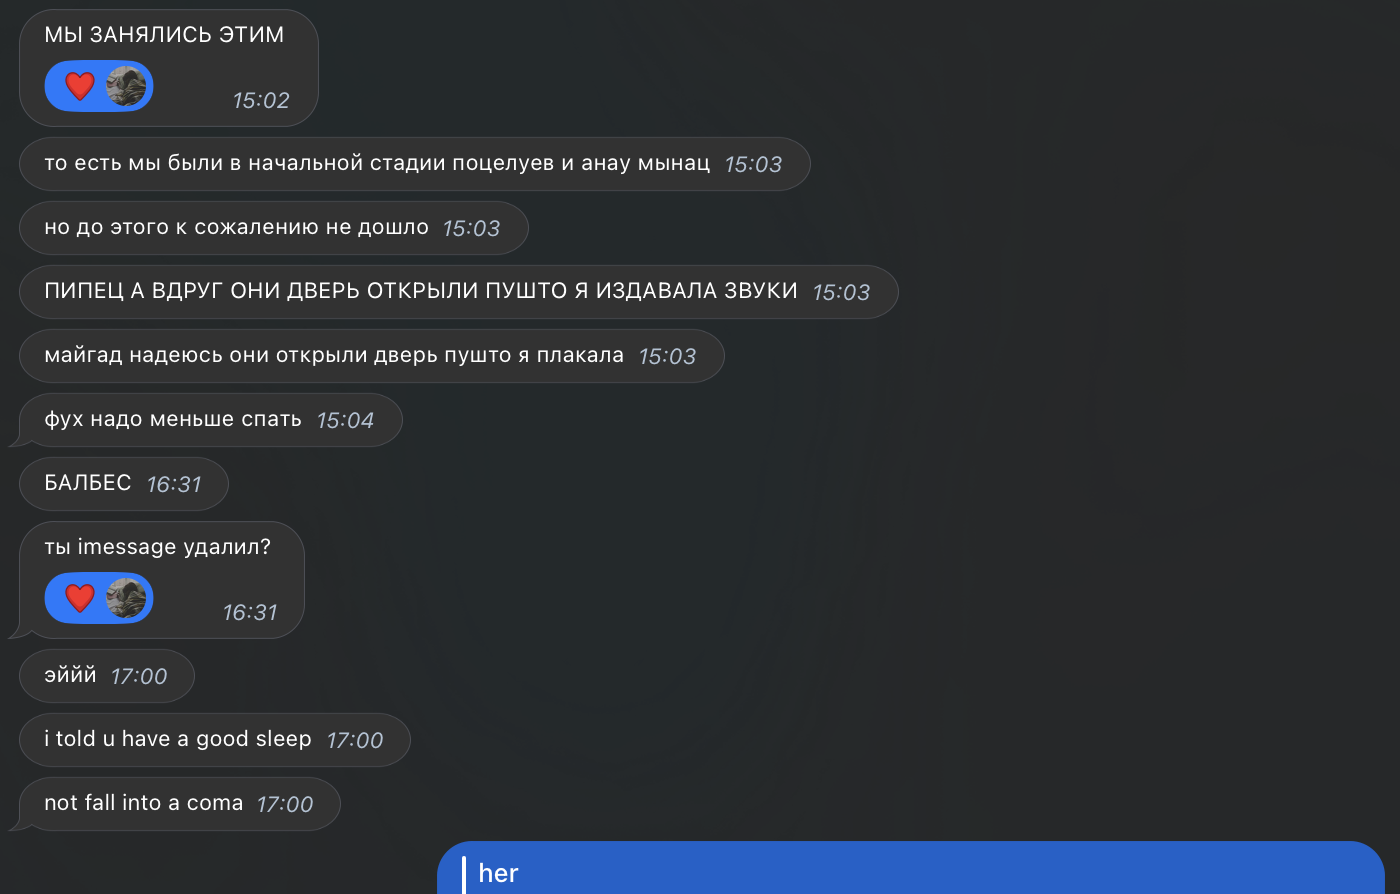 МЫ ЗАНЯЛИСЬ ЭТИМ
15:02
то есть мы были в начальной стадии поцелуев и анау мынац 15:03
но до этого к сожалению не дошло 15:03
ПИПЕЦ А ВДРУГ ОНИ ДВЕРЬ ОТКРЫЛИ ПУШТО Я ИЗДАВАЛА ЗВУКИ 15:03
майгад надеюсь они открыли дверь пушто я плакала 15:03
фух надо меньше спать 15:04
БАЛБЕС 16:31
ты imessage удалил?
16:31
эййй 17:00
i told u have a good sleep 17:00
not fall into a coma 17:00
her